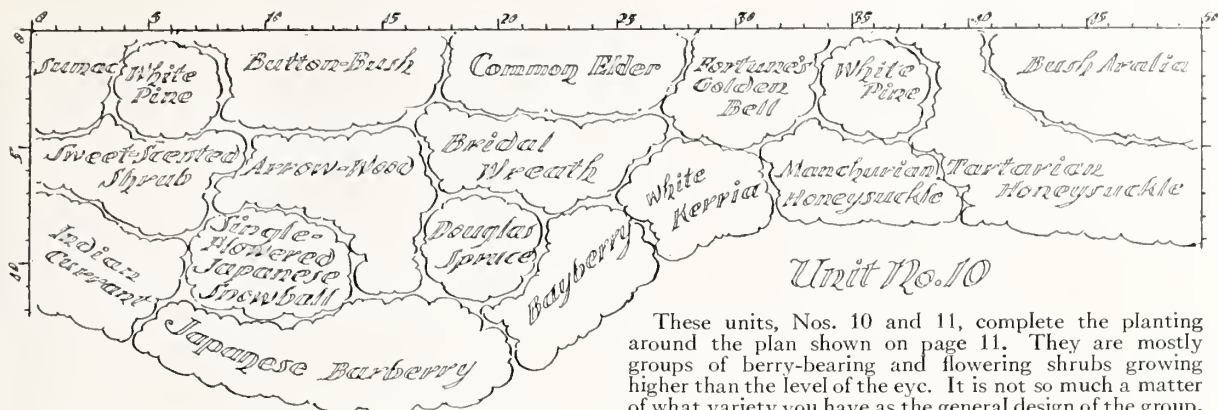 0 5 10 15 20 25 30 35 40 45 50
Sumac
White
Pine
Button-Bush
Common Elder
Fortune's
Golden
Bell
White
Pine
Bush Aralia
5
Sweet-Scented
Shrub
Arrow-Wood
Bridal
Wreath
White
Kerria
Manchurian
Honeysuckle
Tartarian
Honeysuckle
10
Indian
Currant
Single-
Flowered
Japanese
Snowball
Douglas
Spruce
Bayberry
Japanese Barberry
Unit No.10
These units, Nos. 10 and 11, complete the planting
around the plan shown on page 11. They are mostly
groups of berry-bearing and flowering shrubs growing
higher than the level of the eye. It is not so much a matter
of what variety you have as the general design of the group.